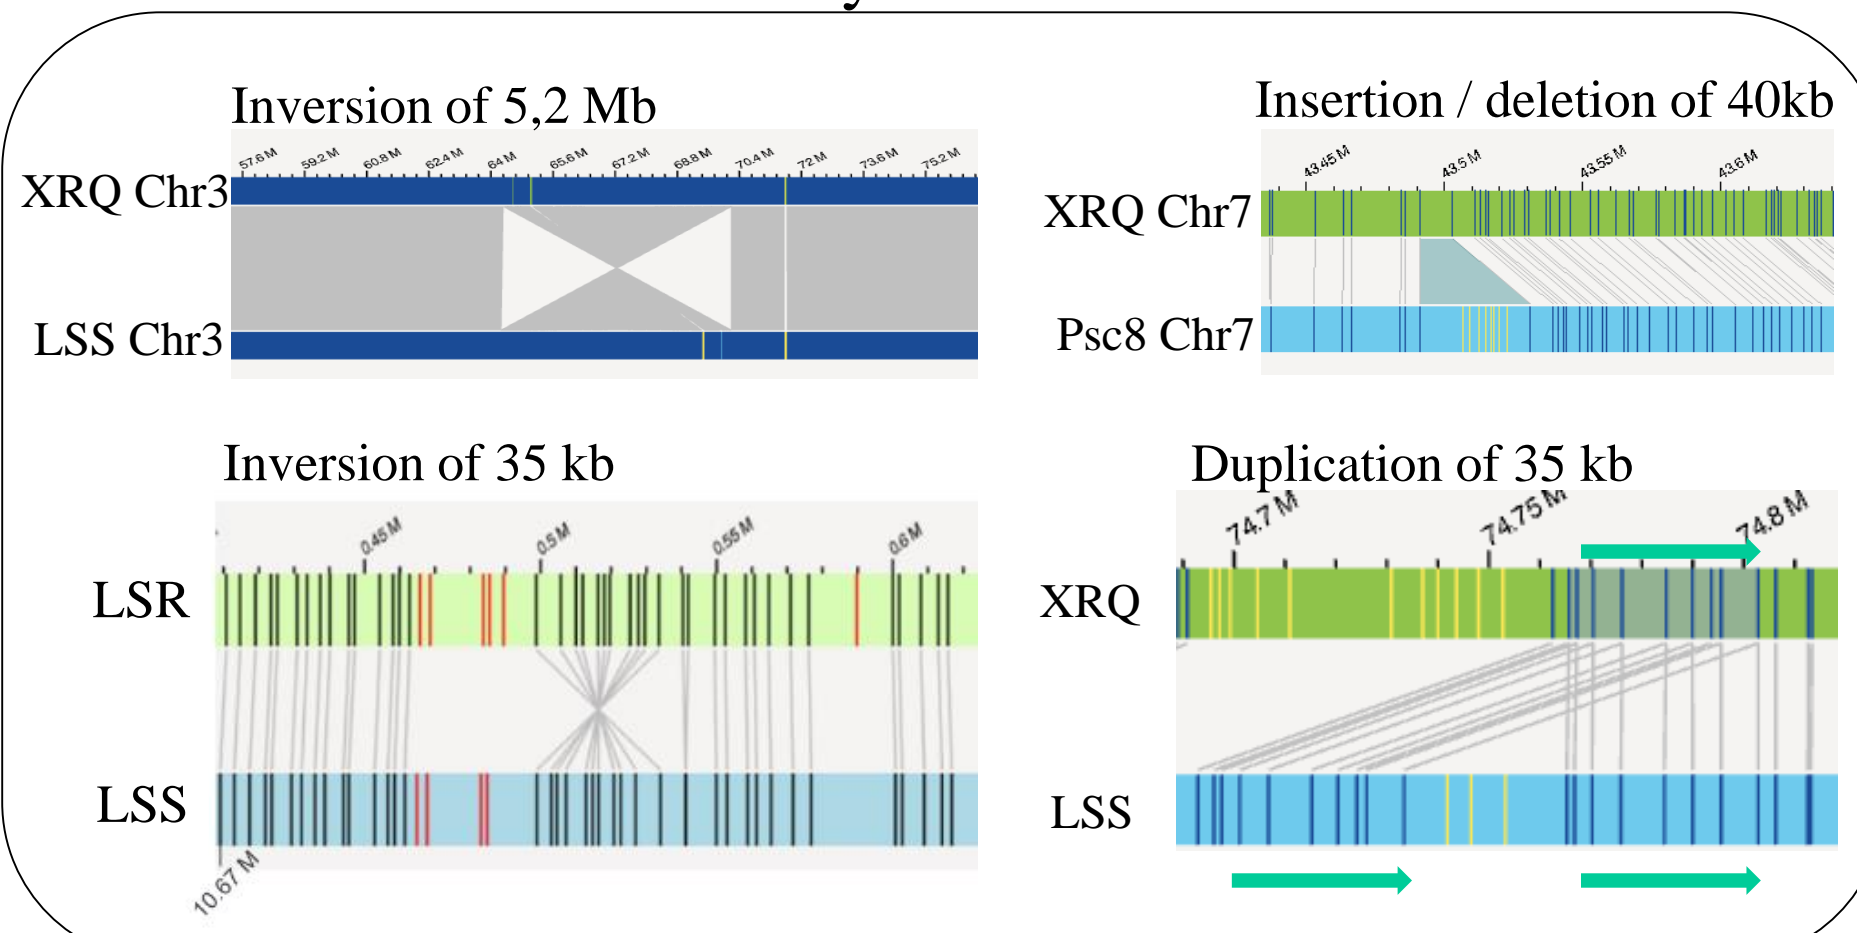 Inversion of 5,2 Mb
57.6 M 59.2 M 60.8 M 62.4 M 64 M 65.6 M 67.2 M 68.8 M 70.4 M 72 M 73.6 M 75.2 M
XRQ Chr3
LSS Chr3
Insertion / deletion of 40kb
43.45 M 43.5 M 43.55 M 43.6 M
XRQ Chr7
Psc8 Chr7
Inversion of 35 kb
0.45 M 0.5 M 0.55 M 0.6 M
LSR
LSS
10.67 M
Duplication of 35 kb
74.7 M 74.75 M 74.8 M
XRQ
LSS